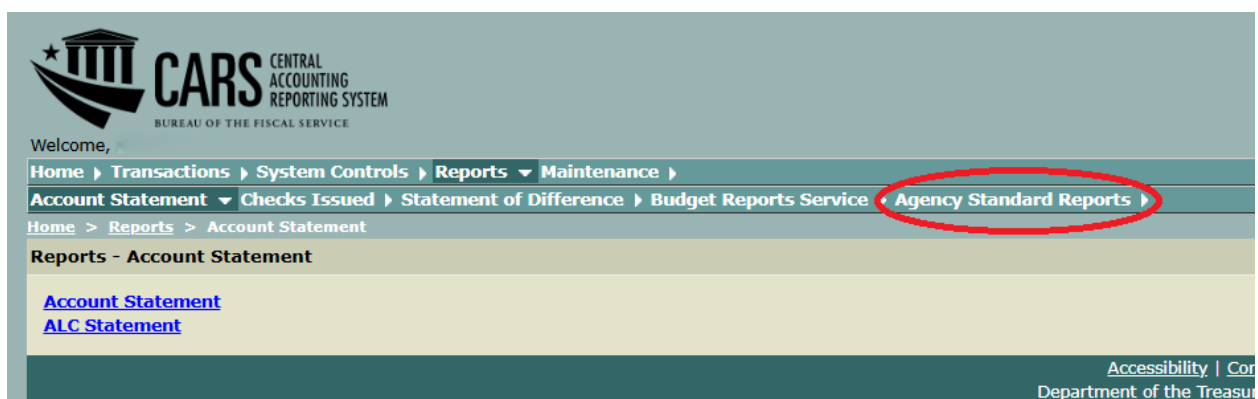 CARS CENTRAL
ACCOUNTING
REPORTING SYSTEM
BUREAU OF THE FISCAL SERVICE
Welcome,
Home Transactions System Controls Reports Maintenance
Account Statement Checks Issued Statement of Difference Budget Reports Service Agency Standard Reports
Home > Reports > Account Statement
Reports - Account Statement
Account Statement
ALC Statement
Accessibility |
Department of the